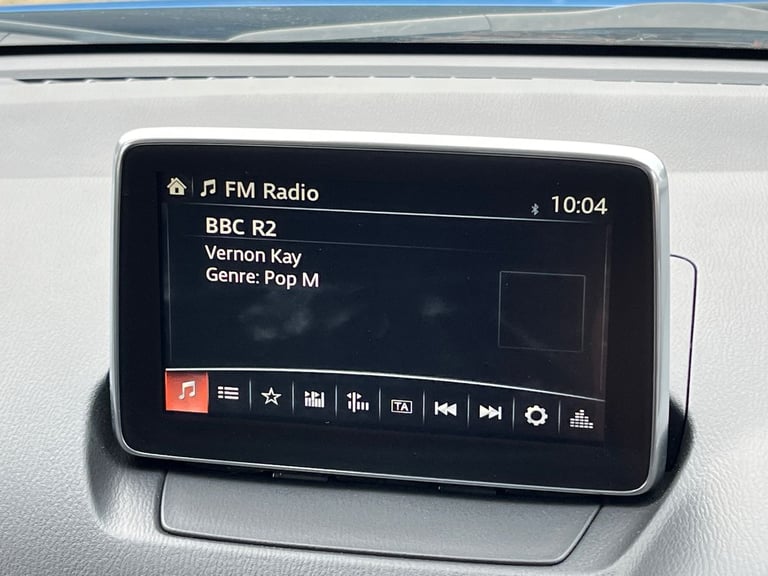 FM Radio
10:04
BBC R2
Vernon Kay
Genre: Pop M
TA